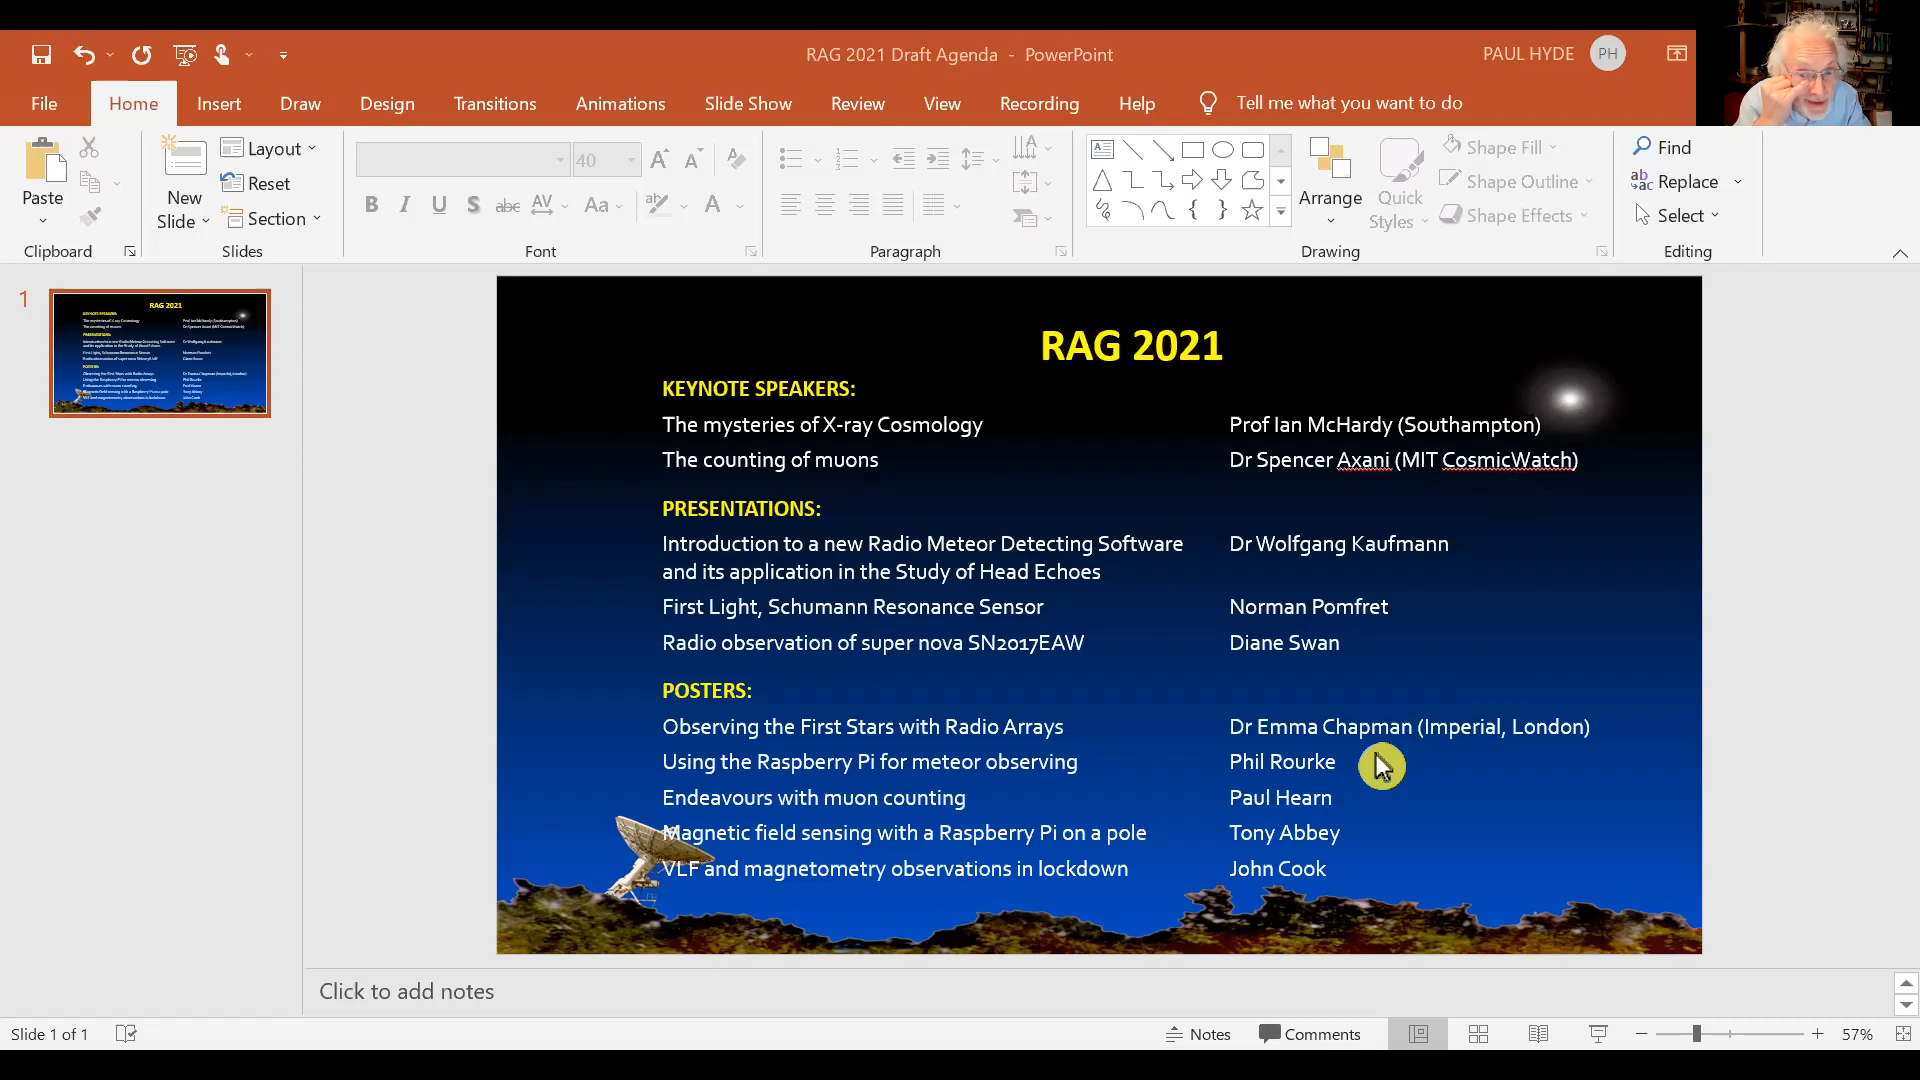 RAG 2021 Draft Agenda - PowerPoint
PAUL HYDE
PH
File Home Insert Draw Design Transitions Animations Slide Show Review View Recording Help Tell me what you want to do
Paste
Clipboard
New Slide
Layout
Reset
Section
Slides
40
B I U S abc AV Aa A
Font
Paragraph
Arrange
Quick Styles
Shape Fill
Shape Outline
Shape Effects
Drawing
Find
Replace
Select
Editing
1
RAG 2021
KEYNOTE SPEAKERS:
The mysteries of X-ray Cosmology Prof Ian McHardy (Southampton)
The counting of muons Dr Spencer Axani (MIT CosmicWatch)
PRESENTATIONS:
Introduction to a new Radio Meteor Detecting Software Dr Wolfgang Kaufmann
and its application in the Study of Head Echoes
First Light, Schumann Resonance Sensor Norman Pomfret
Radio observation of super nova SN2017EAW Diane Swan
POSTERS:
Observing the First Stars with Radio Arrays Dr Emma Chapman (Imperial, London)
Using the Raspberry Pi for meteor observing Phil Rourke
Endeavours with muon counting Paul Hearn
Magnetic field sensing with a Raspberry Pi on a pole Tony Abbey
VLF and magnetometry observations in lockdown John Cook
Click to add notes
Slide 1 of 1 Notes Comments 57%